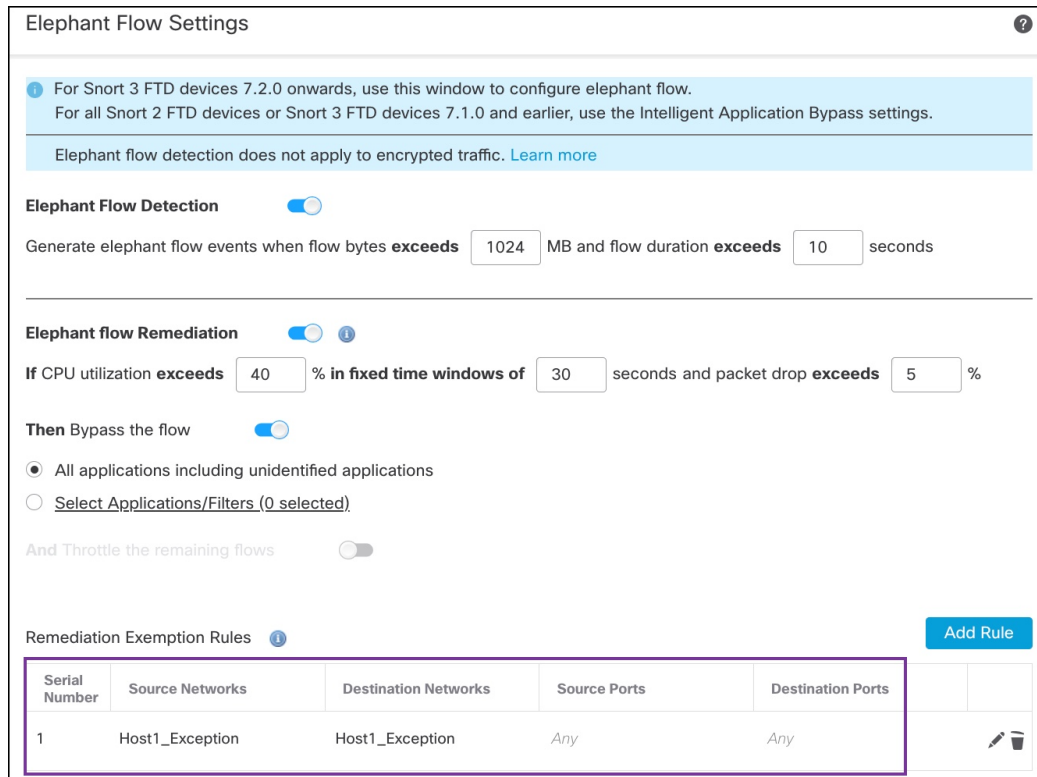 Elephant Flow Settings
For Snort 3 FTD devices 7.2.0 onwards, use this window to configure elephant flow.
For all Snort 2 FTD devices or Snort 3 FTD devices 7.1.0 and earlier, use the Intelligent Application Bypass settings.
Elephant flow detection does not apply to encrypted traffic. Learn more
Elephant Flow Detection
Generate elephant flow events when flow bytes exceeds 1024 MB and flow duration exceeds 10 seconds
Elephant flow Remediation
If CPU utilization exceeds 40 % in fixed time windows of 30 seconds and packet drop exceeds 5 %
Then Bypass the flow
All applications including unidentified applications
Select Applications/Filters (0 selected)
And Throttle the remaining flows
Remediation Exemption Rules
Add Rule
Serial Number Source Networks Destination Networks Source Ports Destination Ports
1 Host1_Exception Host1_Exception Any Any